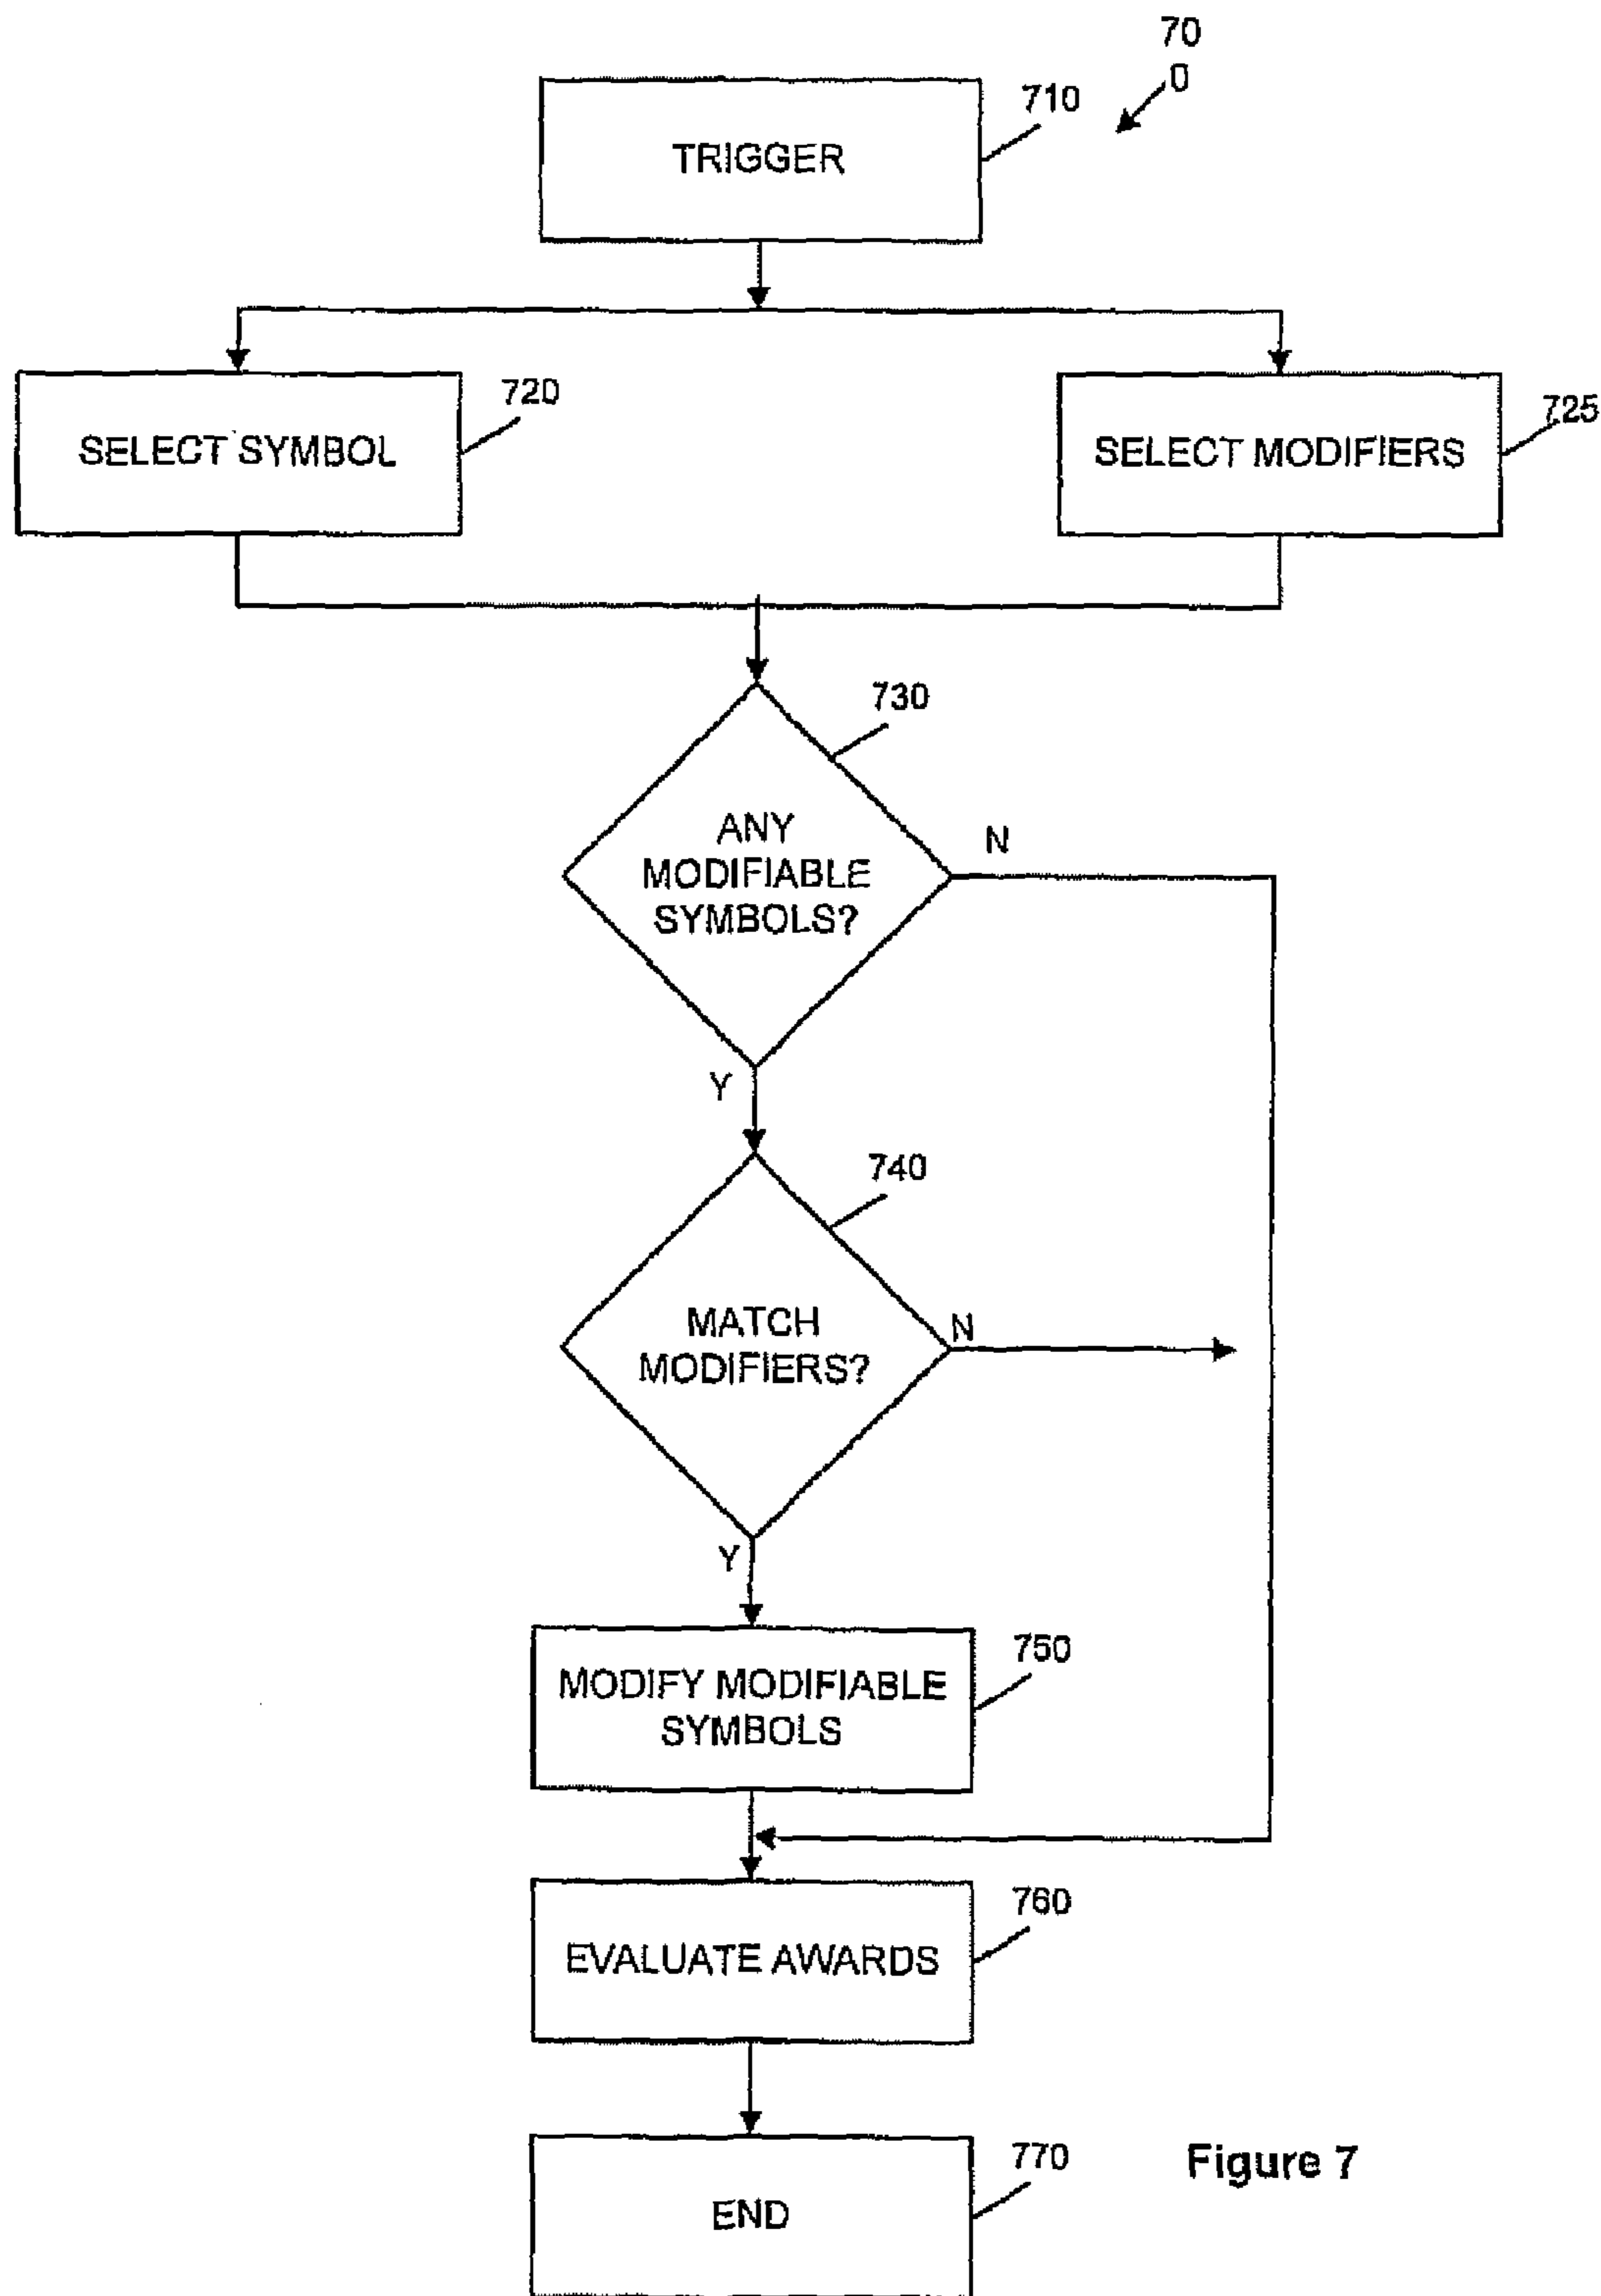 70
0
710
TRIGGER
720
SELECT SYMBOL
725
SELECT MODIFIERS
730
ANY
MODIFIABLE
SYMBOLS?
N
Y
740
MATCH
MODIFIERS?
N
Y
750
MODIFY MODIFIABLE
SYMBOLS
760
EVALUATE AWARDS
770
END
Figure 7